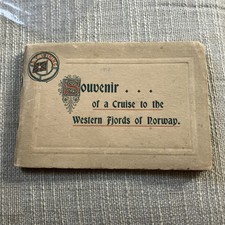 Souvenir . . .
of a Cruise to the
Western Fjords of Norway.